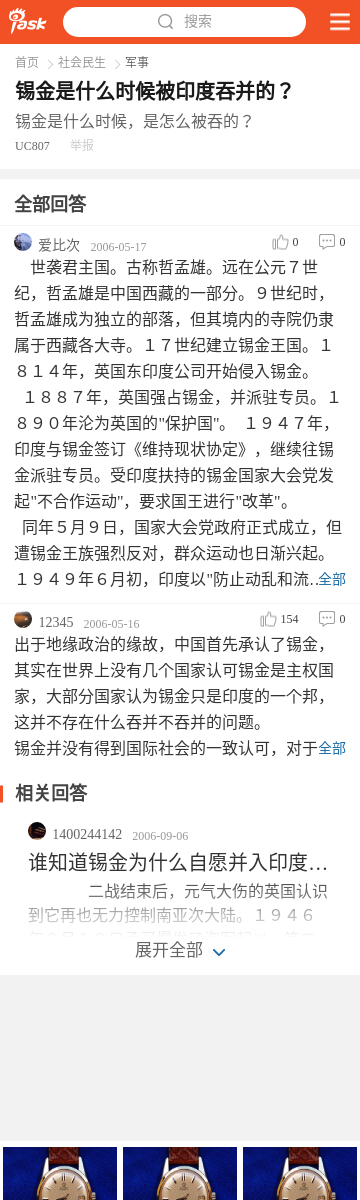 iask
搜索
首页 社会民生 军事
锡金是什么时候被印度吞并的？
锡金是什么时候，是怎么被吞的？
UC807 举报
全部回答
爱比次 2006-05-17 0 0
世袭君主国。古称哲孟雄。远在公元７世
纪，哲孟雄是中国西藏的一部分。９世纪时，
哲孟雄成为独立的部落，但其境内的寺院仍隶
属于西藏各大寺。１７世纪建立锡金王国。１
８１４年，英国东印度公司开始侵入锡金。
１８８７年，英国强占锡金，并派驻专员。１
８９０年沦为英国的"保护国"。 １９４７年，
印度与锡金签订《维持现状协定》，继续往锡
金派驻专员。受印度扶持的锡金国家大会党发
起"不合作运动"，要求国王进行"改革"。
同年５月９日，国家大会党政府正式成立，但
遭锡金王族强烈反对，群众运动也日渐兴起。
１９４９年６月初，印度以"防止动乱和流..全部
12345 2006-05-16 154 0
出于地缘政治的缘故，中国首先承认了锡金，
其实在世界上没有几个国家认可锡金是主权国
家，大部分国家认为锡金只是印度的一个邦，
这并不存在什么吞并不吞并的问题。
锡金并没有得到国际社会的一致认可，对于全部
相关回答
1400244142 2006-09-06
谁知道锡金为什么自愿并入印度…
二战结束后，元气大伤的英国认识
到它再也无力控制南亚次大陆。１９４６
展开全部